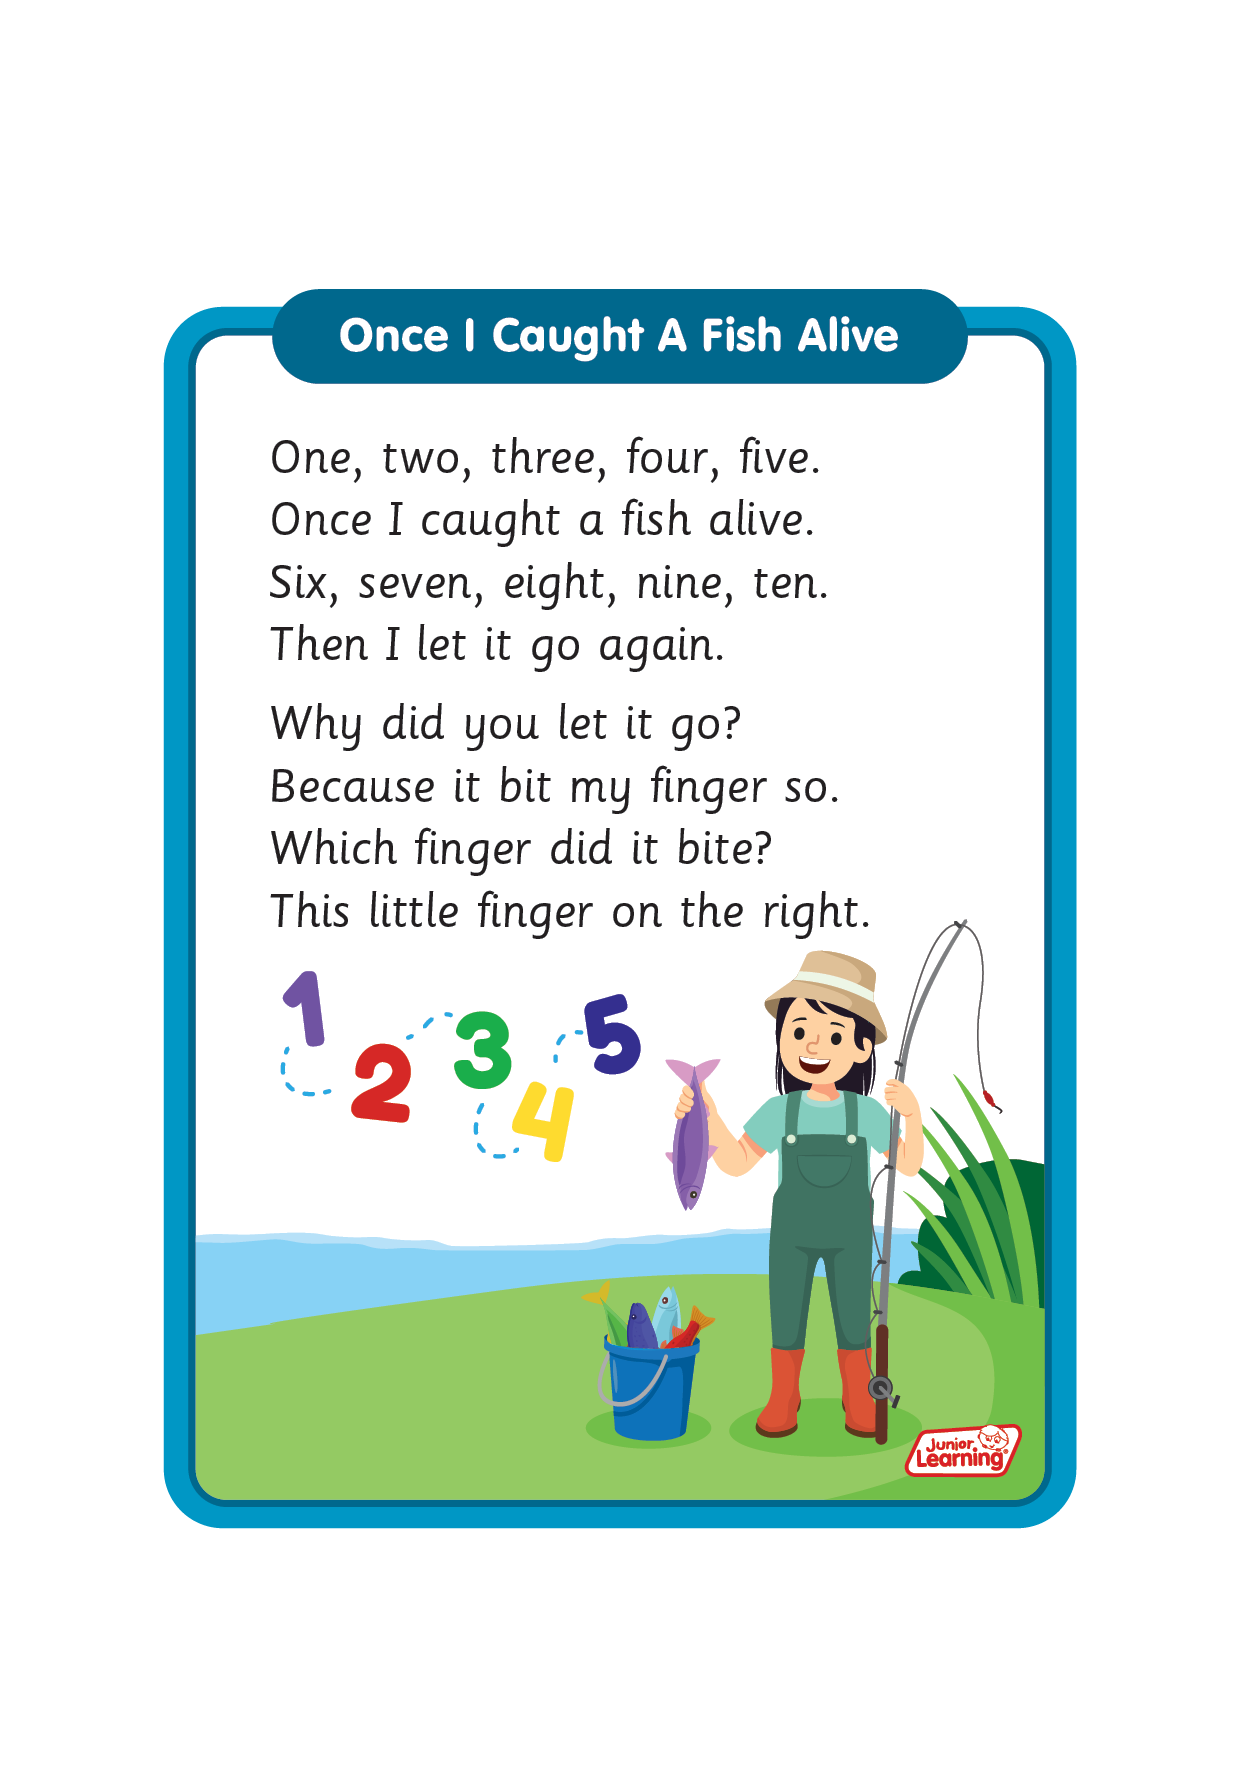 Once I Caught A Fish Alive
One, two, three, four, five.
Once I caught a fish alive.
Six, seven, eight, nine, ten.
Then I let it go again.
Why did you let it go?
Because it bit my finger so.
Which finger did it bite?
This little finger on the right.
1
2
3
4
5
Junior
Learning®